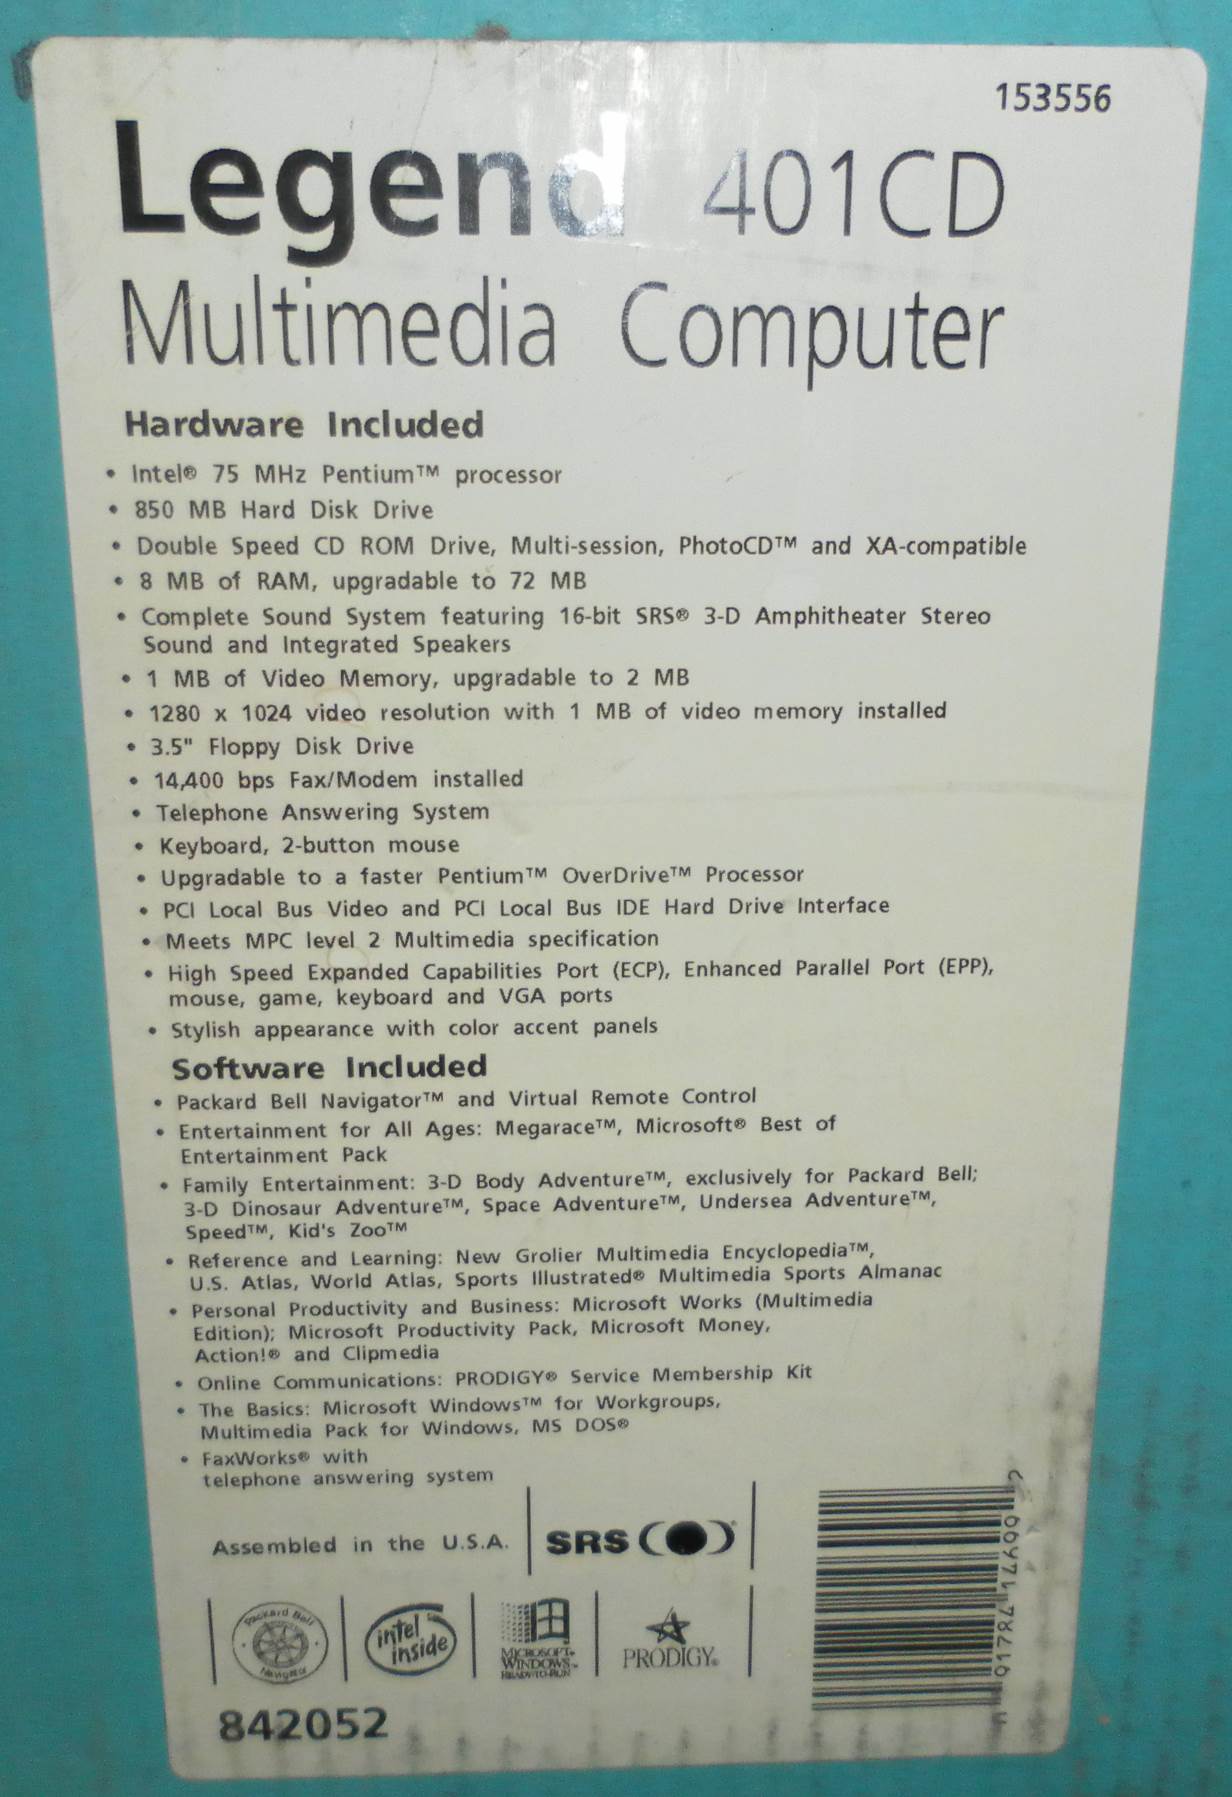 153556
Legend 401CD
Multimedia Computer
Hardware Included
• Intel® 75 MHz Pentium™ processor
• 850 MB Hard Disk Drive
• Double Speed CD ROM Drive, Multi-session, PhotoCD™ and XA-compatible
• 8 MB of RAM, upgradable to 72 MB
• Complete Sound System featuring 16-bit SRS® 3-D Amphitheater Stereo
Sound and Integrated Speakers
• 1 MB of Video Memory, upgradable to 2 MB
• 1280 x 1024 video resolution with 1 MB of video memory installed
• 3.5" Floppy Disk Drive
• 14,400 bps Fax/Modem installed
• Telephone Answering System
• Keyboard, 2-button mouse
• Upgradable to a faster Pentium™ OverDrive™ Processor
• PCI Local Bus Video and PCI Local Bus IDE Hard Drive Interface
• Meets MPC level 2 Multimedia specification
• High Speed Expanded Capabilities Port (ECP), Enhanced Parallel Port (EPP),
mouse, game, keyboard and VGA ports
• Stylish appearance with color accent panels
Software Included
• Packard Bell Navigator™ and Virtual Remote Control
• Entertainment for All Ages: Megarace™, Microsoft® Best of
Entertainment Pack
• Family Entertainment: 3-D Body Adventure™, exclusively for Packard Bell;
3-D Dinosaur Adventure™, Space Adventure™, Undersea Adventure™,
Speed™, Kid's Zoo™
• Reference and Learning: New Grolier Multimedia Encyclopedia™,
U.S. Atlas, World Atlas, Sports Illustrated® Multimedia Sports Almanac
• Personal Productivity and Business: Microsoft Works (Multimedia
Edition); Microsoft Productivity Pack, Microsoft Money,
Action!® and Clipmedia
• Online Communications: PRODIGY® Service Membership Kit
• The Basics: Microsoft Windows™ for Workgroups,
Multimedia Pack for Windows, MS DOS®
• FaxWorks® with
telephone answering system
Assembled in the U.S.A.
SRS
Packard Bell
Navigator
intel
inside
MICROSOFT®
WINDOWS™
READY-TO-RUN
PRODIGY®
842052